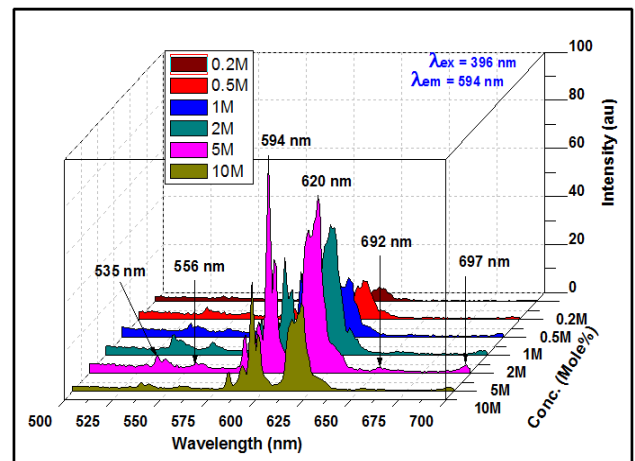 100
80
60
40
20
0
Intensity (au)
λex = 396 nm
λem = 594 nm
0.2M
0.5M
1M
2M
5M
10M
594 nm
620 nm
692 nm
697 nm
535 nm
556 nm
0.2M
0.5M
1M
2M
5M
10M
Conc. (Mole%)
500 525 550 575 600 625 650 675 700
Wavelength (nm)